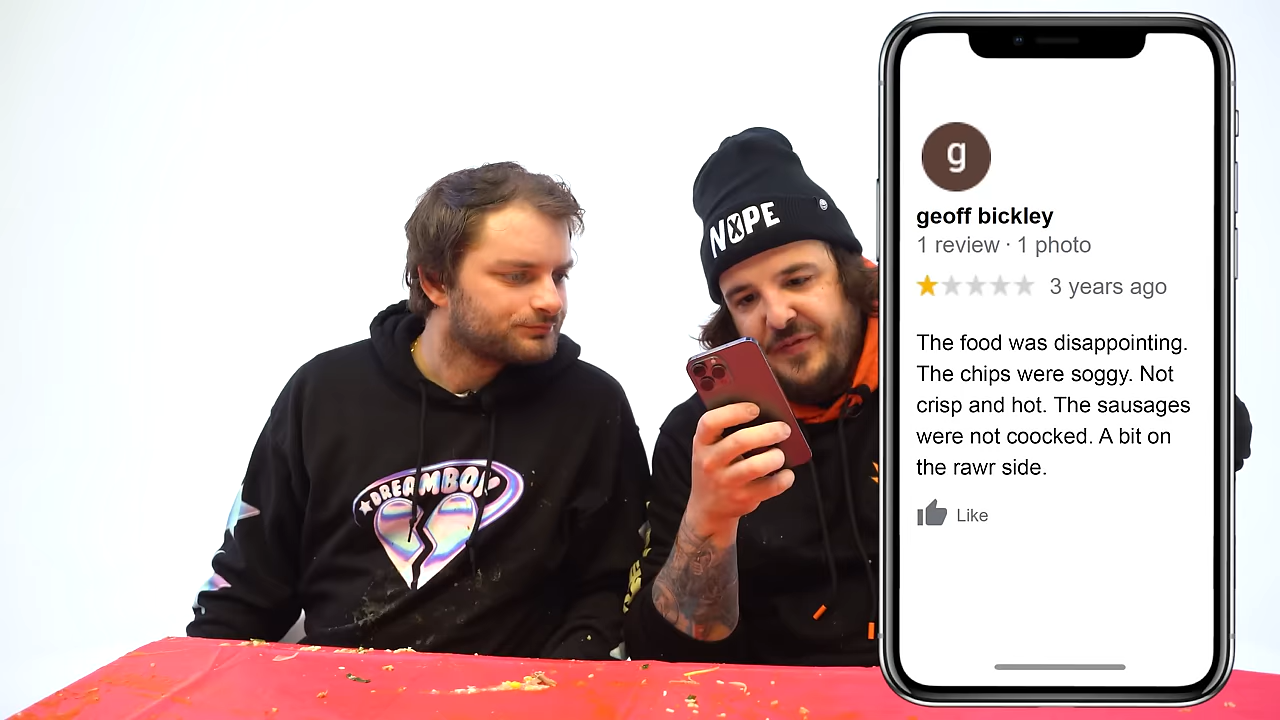 NOPE
DREAMBOY
g
geoff bickley
1 review · 1 photo
3 years ago
The food was disappointing.
The chips were soggy. Not
crisp and hot. The sausages
were not coocked. A bit on
the rawr side.
Like